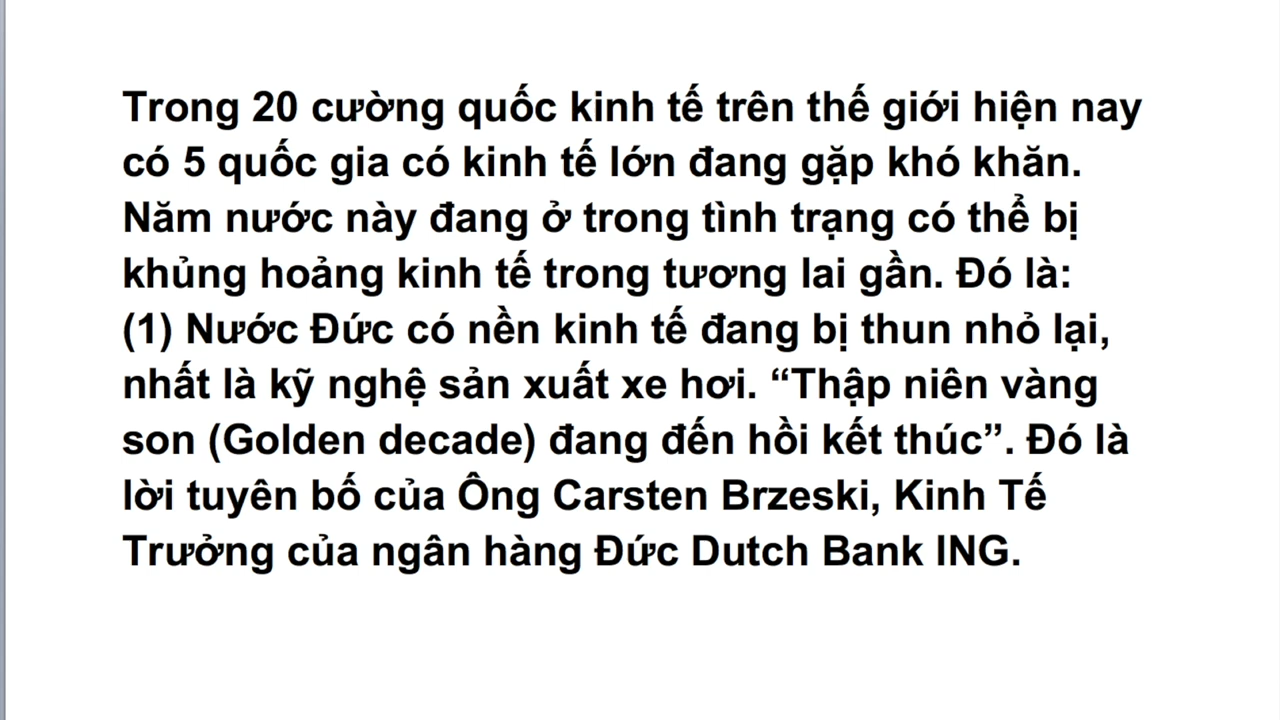 Trong 20 cường quốc kinh tế trên thế giới hiện nay
có 5 quốc gia có kinh tế lớn đang gặp khó khăn.
Năm nước này đang ở trong tình trạng có thể bị
khủng hoảng kinh tế trong tương lai gần. Đó là:
(1) Nước Đức có nền kinh tế đang bị thun nhỏ lại,
nhất là kỹ nghệ sản xuất xe hơi. “Thập niên vàng
son (Golden decade) đang đến hồi kết thúc”. Đó là
lời tuyên bố của Ông Carsten Brzeski, Kinh Tế
Trưởng của ngân hàng Đức Dutch Bank ING.